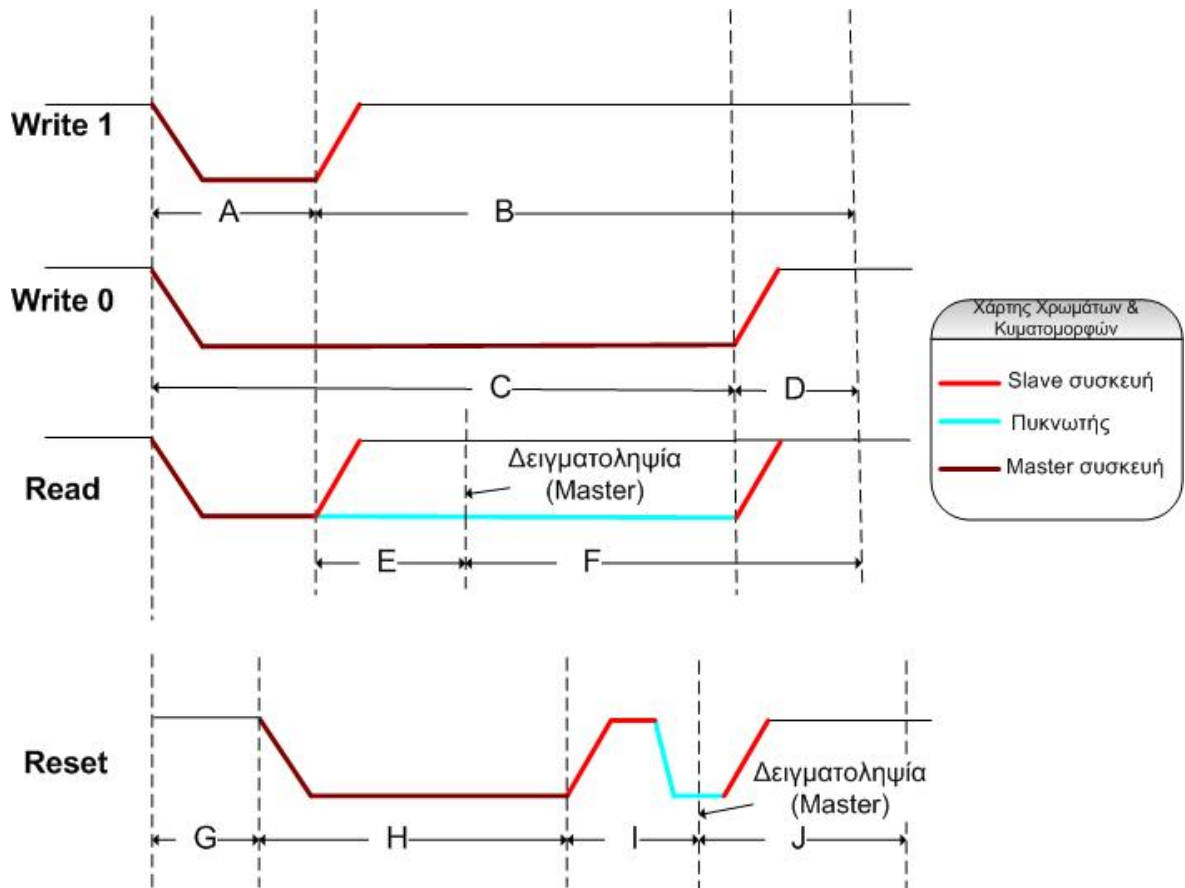 Write 1
A
B
Write 0
C
D
Read
Δειγματοληψία
(Master)
E
F
Χάρτης Χρωμάτων &
Κυματομορφών
Slave συσκευή
Πυκνωτής
Master συσκευή
Reset
Δειγματοληψία
(Master)
G
H
I
J